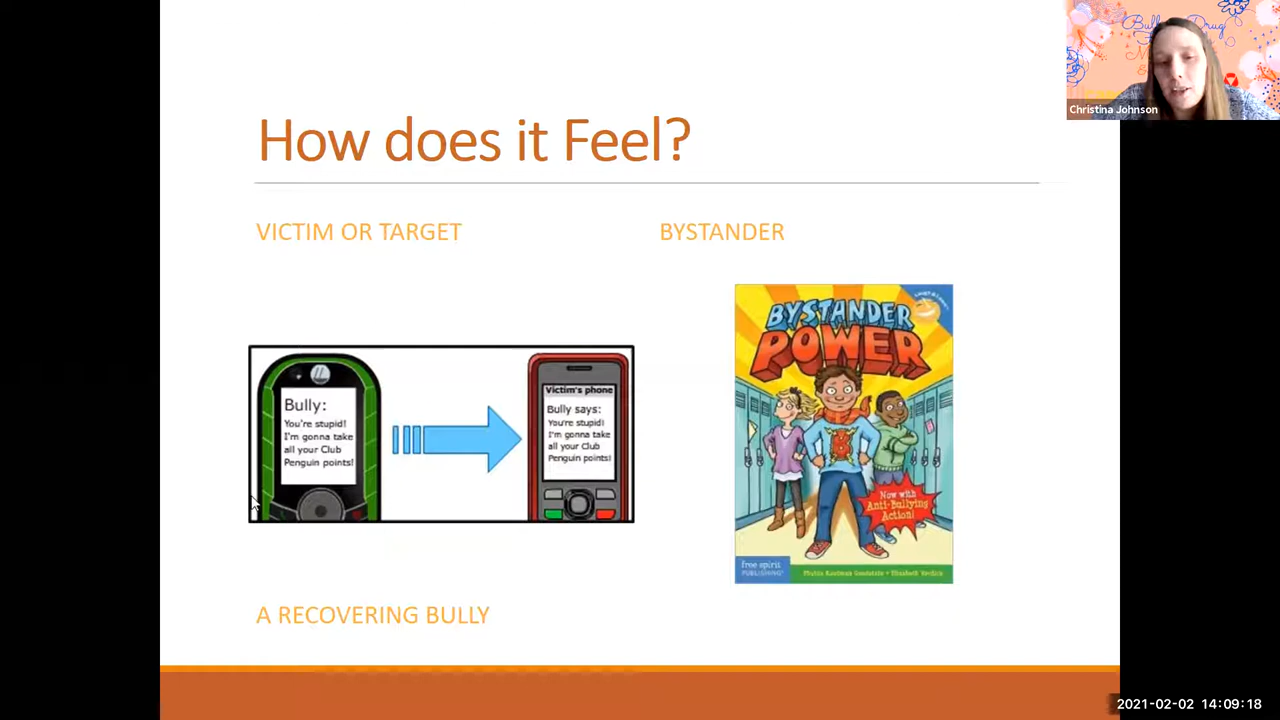 Christina Johnson
How does it Feel?
VICTIM OR TARGET
BYSTANDER
Bully:
You're stupid!
I'm gonna take
all your Club
Penguin points!
Victim's phone
Bully says:
You're stupid!
I'm gonna take
all your Club
Penguin points!
BYSTANDER
POWER
Now with
Anti-Bullying
Action!
free spirit
PUBLISHING
A RECOVERING BULLY
2021-02-02 14:09:18